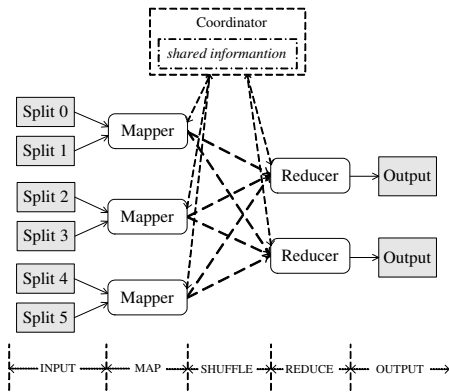 Coordinator
shared informantion
Split 0
Split 1
Mapper
Split 2
Split 3
Mapper
Split 4
Split 5
Mapper
Reducer
Output
Reducer
Output
INPUT MAP SHUFFLE REDUCE OUTPUT